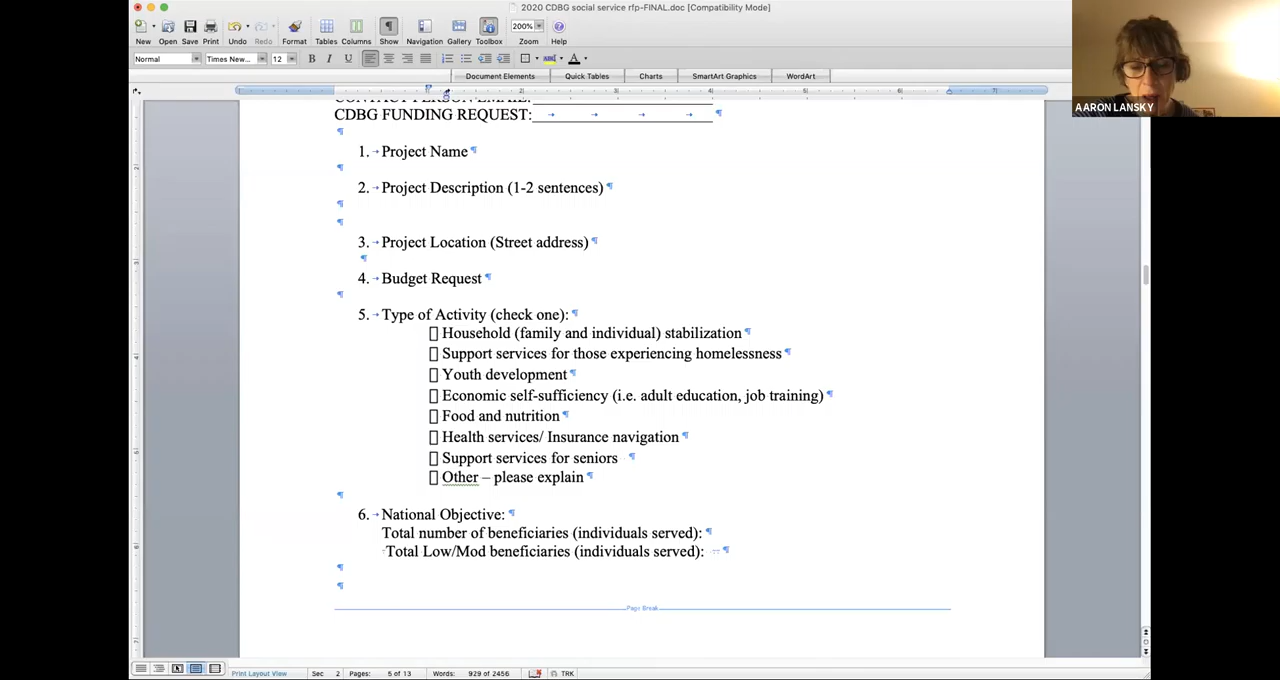 2020 CDBG social service rfp-FINAL.doc [Compatibility Mode]
New Open Save Print Undo Redo Format Tables Columns Show Navigation Gallery Toolbox Zoom Help
200%
Normal Times New... 12 B I U
Document Elements Quick Tables Charts SmartArt Graphics WordArt
AARON LANSKY
CONTACT PERSON EMAIL:
CDBG FUNDING REQUEST:
1. Project Name
2. Project Description (1-2 sentences)
3. Project Location (Street address)
4. Budget Request
5. Type of Activity (check one):
Household (family and individual) stabilization
Support services for those experiencing homelessness
Youth development
Economic self-sufficiency (i.e. adult education, job training)
Food and nutrition
Health services/ Insurance navigation
Support services for seniors
Other – please explain
6. National Objective:
Total number of beneficiaries (individuals served):
Total Low/Mod beneficiaries (individuals served):
Page Break
Print Layout View Sec 2 Pages: 5 of 13 Words: 929 of 2456 TRK